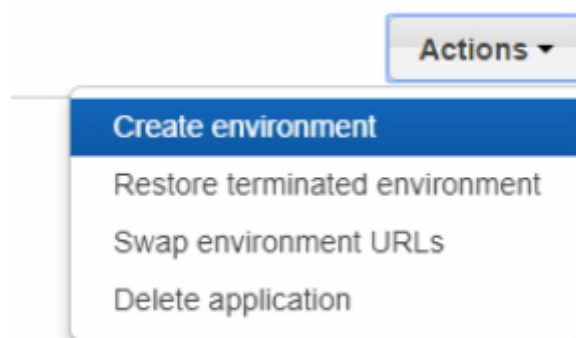 Actions
Create environment
Restore terminated environment
Swap environment URLs
Delete application